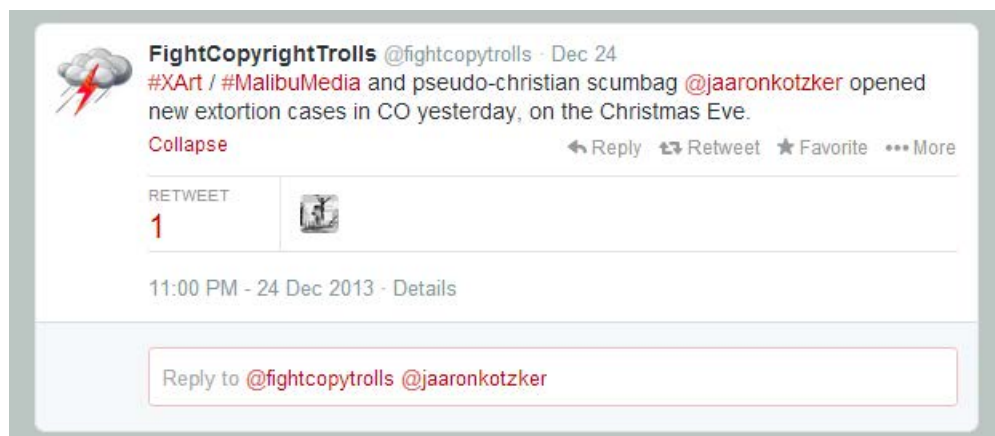 FightCopyrightTrolls @fightcopytrolls · Dec 24
#XArt / #MalibuMedia and pseudo-christian scumbag @jaaronkotzker opened
new extortion cases in CO yesterday, on the Christmas Eve.
Collapse Reply Retweet Favorite More
RETWEET
1
11:00 PM - 24 Dec 2013 · Details
Reply to @fightcopytrolls @jaaronkotzker